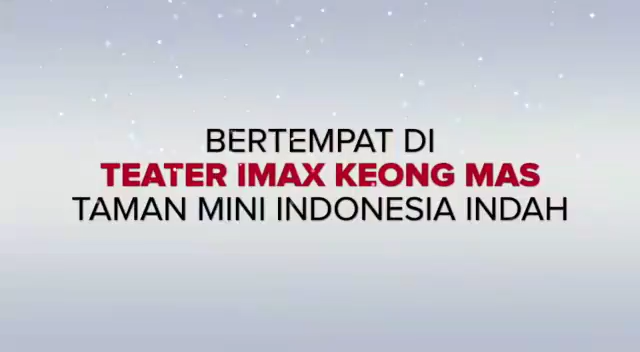 BERTEMPAT DI
TEATER IMAX KEONG MAS
TAMAN MINI INDONESIA INDAH